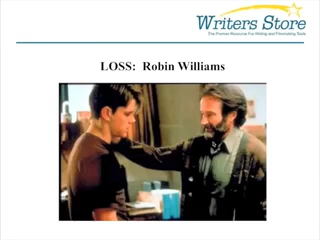 Writers Store
The Premier Resource For Writing and Filmmaking Tools
LOSS:  Robin Williams